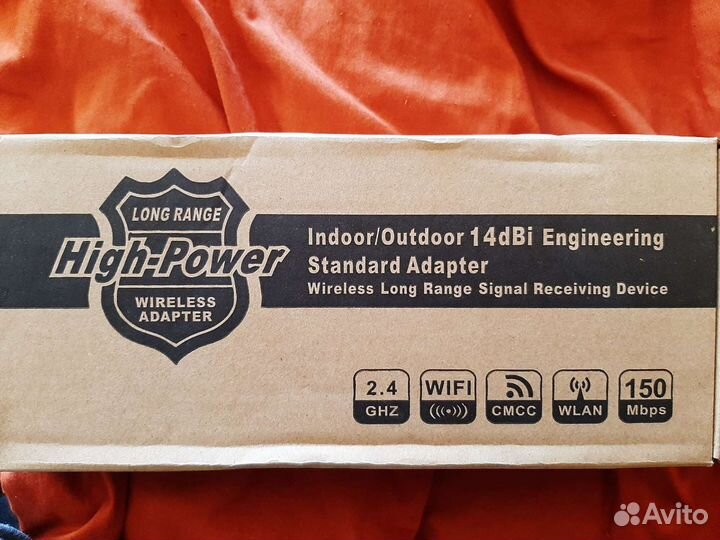 LONG RANGE
High-Power
WIRELESS
ADAPTER
Indoor/Outdoor 14dBi Engineering
Standard Adapter
Wireless Long Range Signal Receiving Device
2.4
GHZ
WIFI
CMCC
WLAN
150
Mbps
Avito